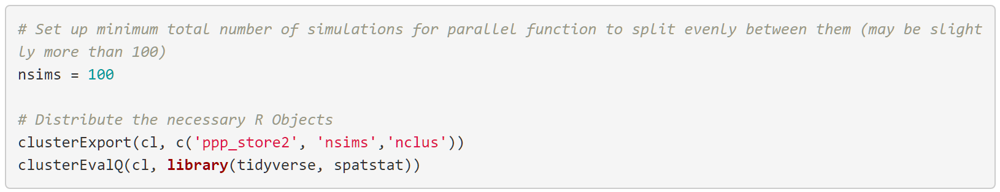 # Set up minimum total number of simulations for parallel function to split evenly between them (may be slight
ly more than 100)
nsims = 100
# Distribute the necessary R Objects
clusterExport(cl, c('ppp_store2', 'nsims','nclus'))
clusterEvalQ(cl, library(tidyverse, spatstat))